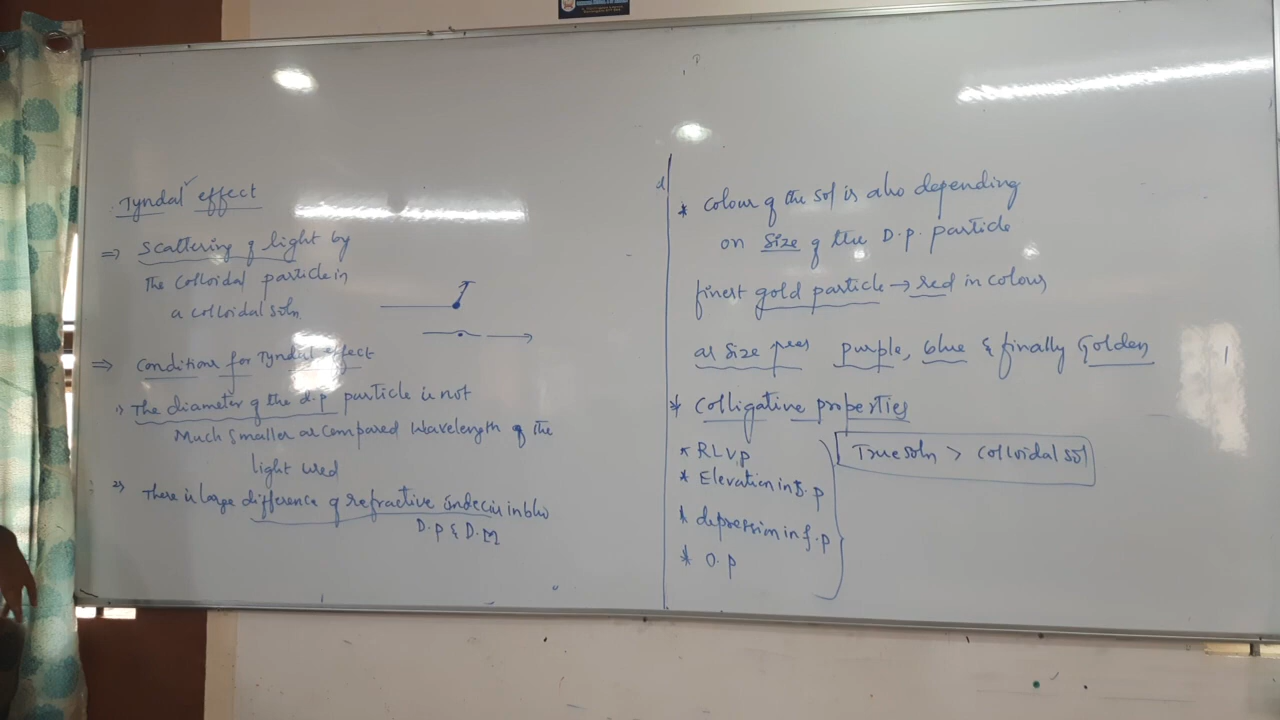 Tyndal effect
⇒ Scattering of light by
the colloidal particle in
a colloidal soln
⇒ Conditions for Tyndal effect
1) The diameter of the d.p particle is not
Much smaller as compared wavelength of the
light used
2) There is large difference of refractive indecis in b/w
D.p & D.M
* Colour of the sol is also depending
on size of the D.p. particle
finest gold particle → red in colour
as size
purple, blue & finally Golden
* Colligative properties
* RLVp
* Elevation in B.p
* depression in f.p
* O.p
True soln > colloidal sol